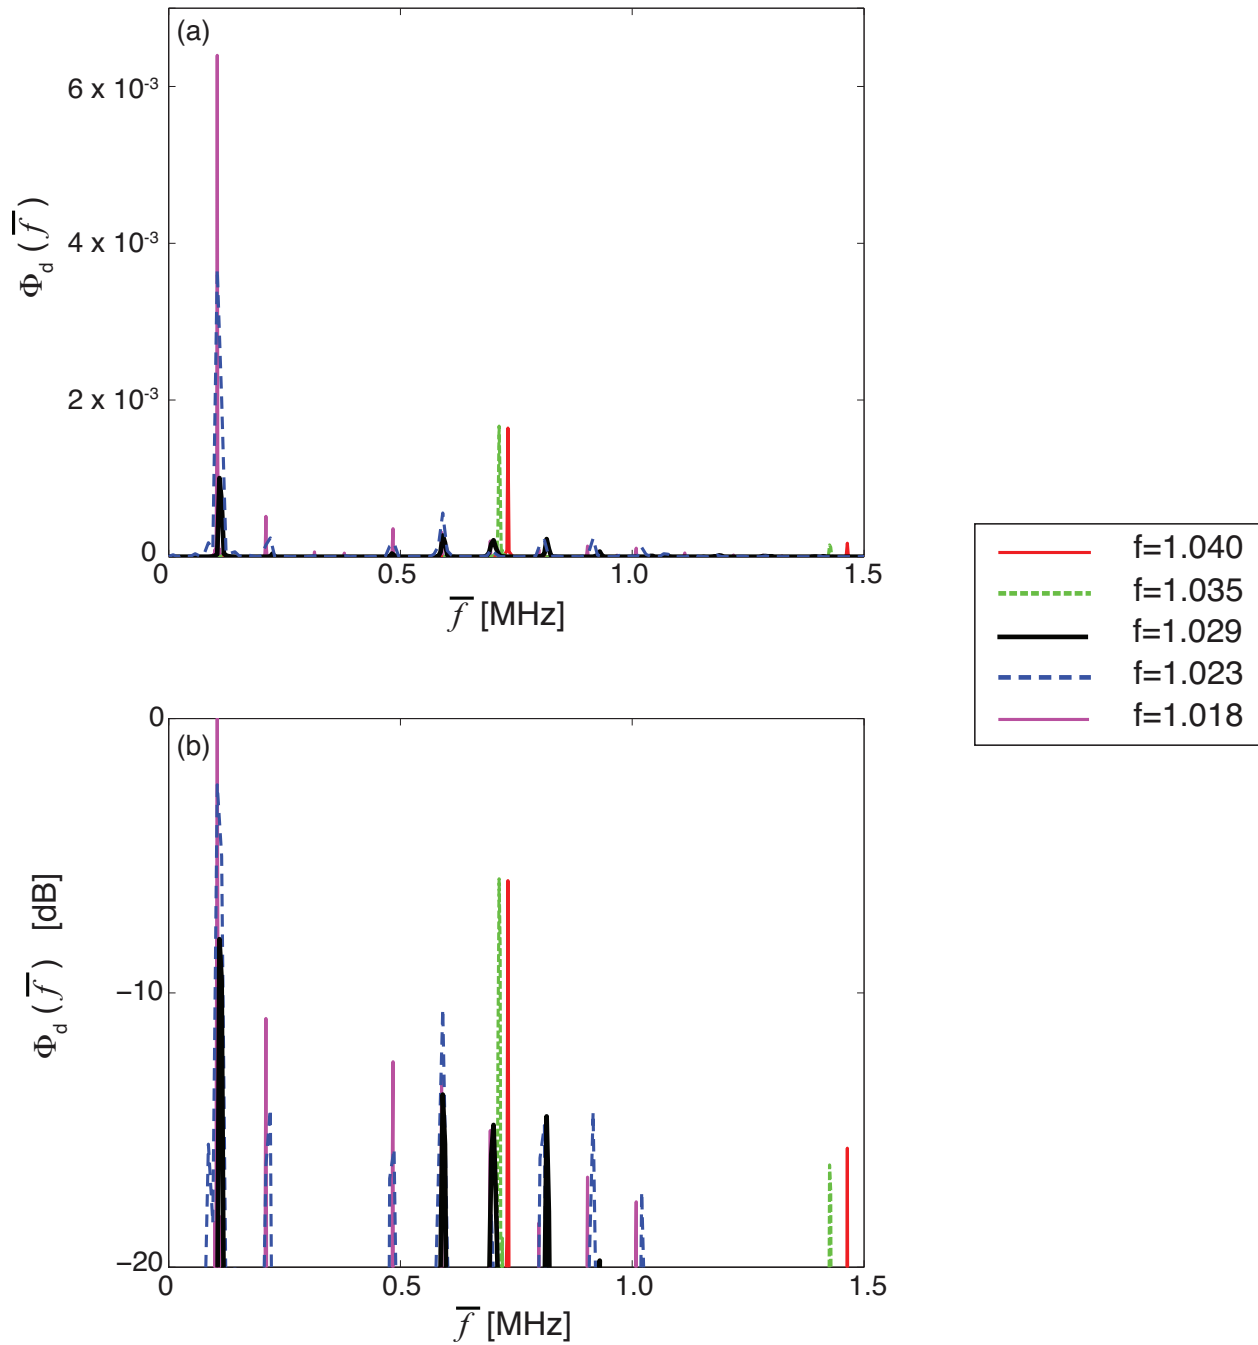 (a)
6 x 10⁻³
4 x 10⁻³
2 x 10⁻³
0
Φd (f̅)
0 0.5 1.0 1.5
f̅ [MHz]
f=1.040
f=1.035
f=1.029
f=1.023
f=1.018
(b)
0
−10
−20
Φd (f̅) [dB]
0 0.5 1.0 1.5
f̅ [MHz]